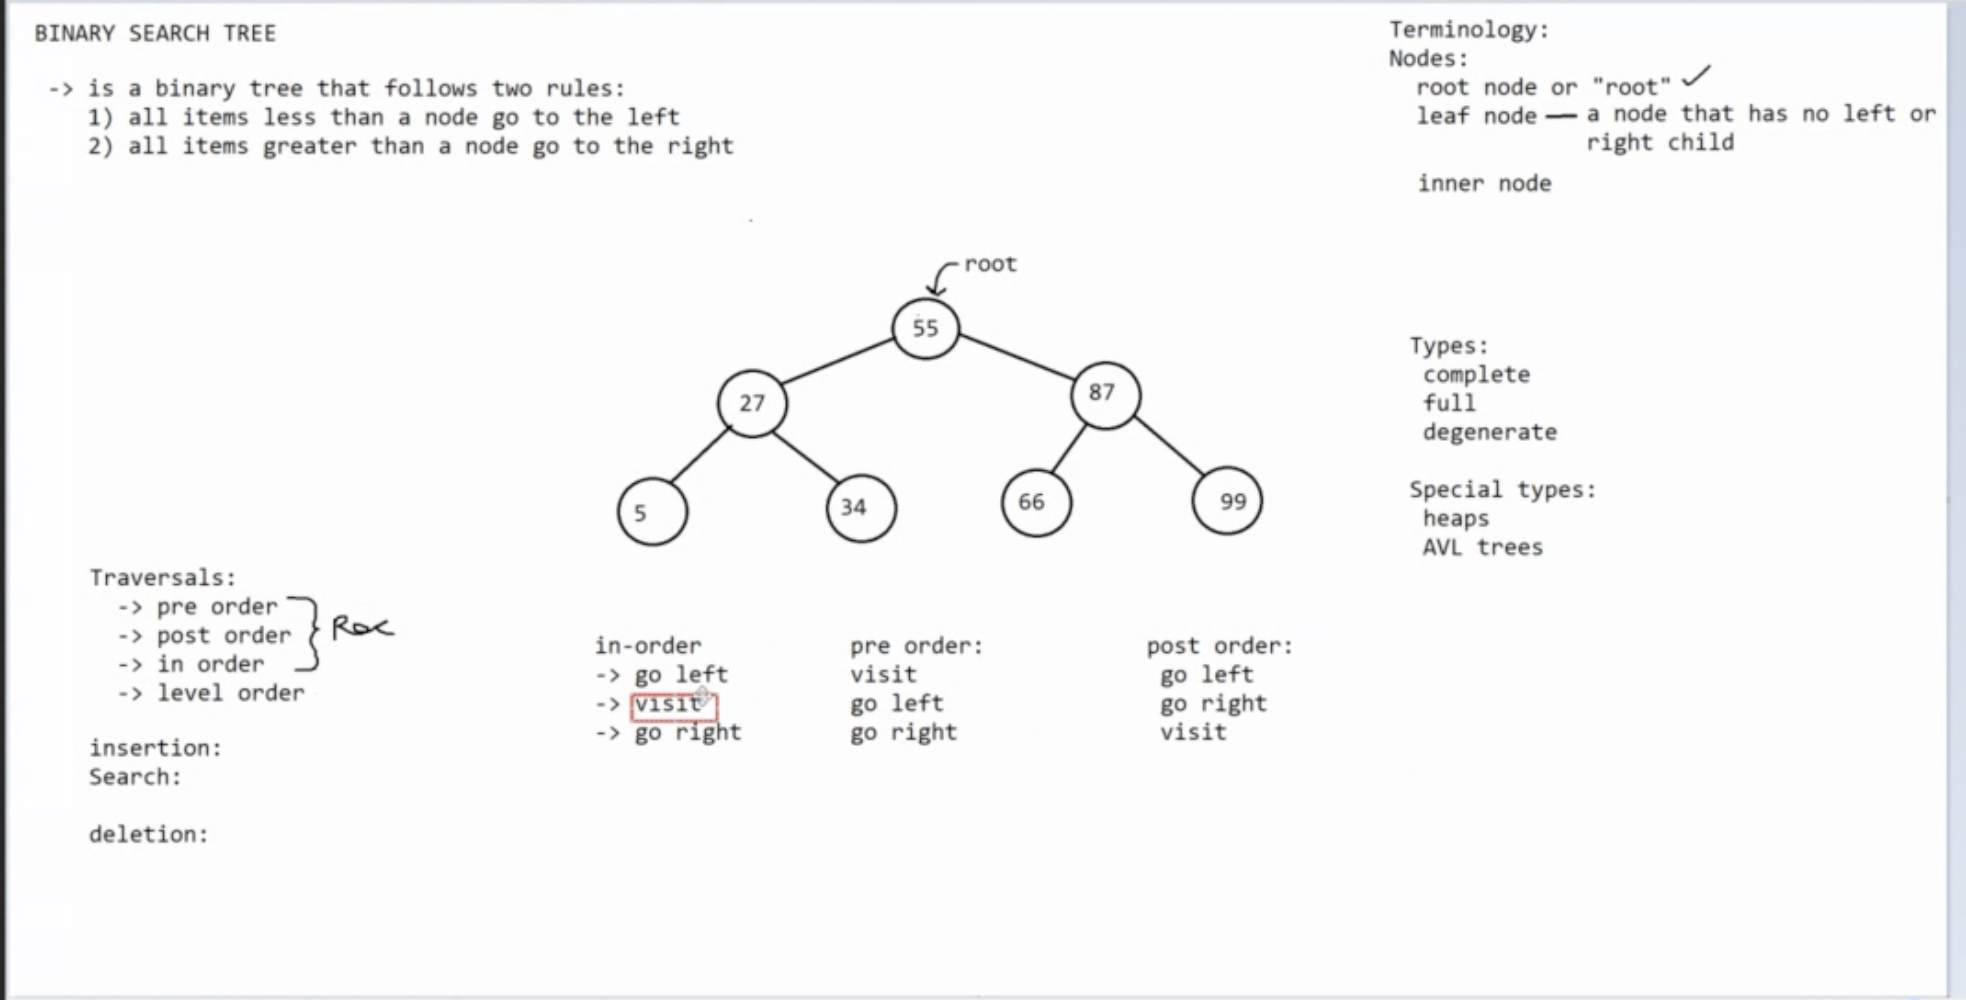 BINARY SEARCH TREE
-> is a binary tree that follows two rules:
1) all items less than a node go to the left
2) all items greater than a node go to the right
Terminology:
Nodes:
root node or "root" ✓
leaf node — a node that has no left or
right child
inner node
root
55
27
87
5
34
66
99
Types:
complete
full
degenerate
Special types:
heaps
AVL trees
Traversals:
-> pre order
-> post order
-> in order
-> level order
insertion:
Search:
deletion:
in-order
-> go left
-> visit
-> go right
pre order:
visit
go left
go right
post order:
go left
go right
visit